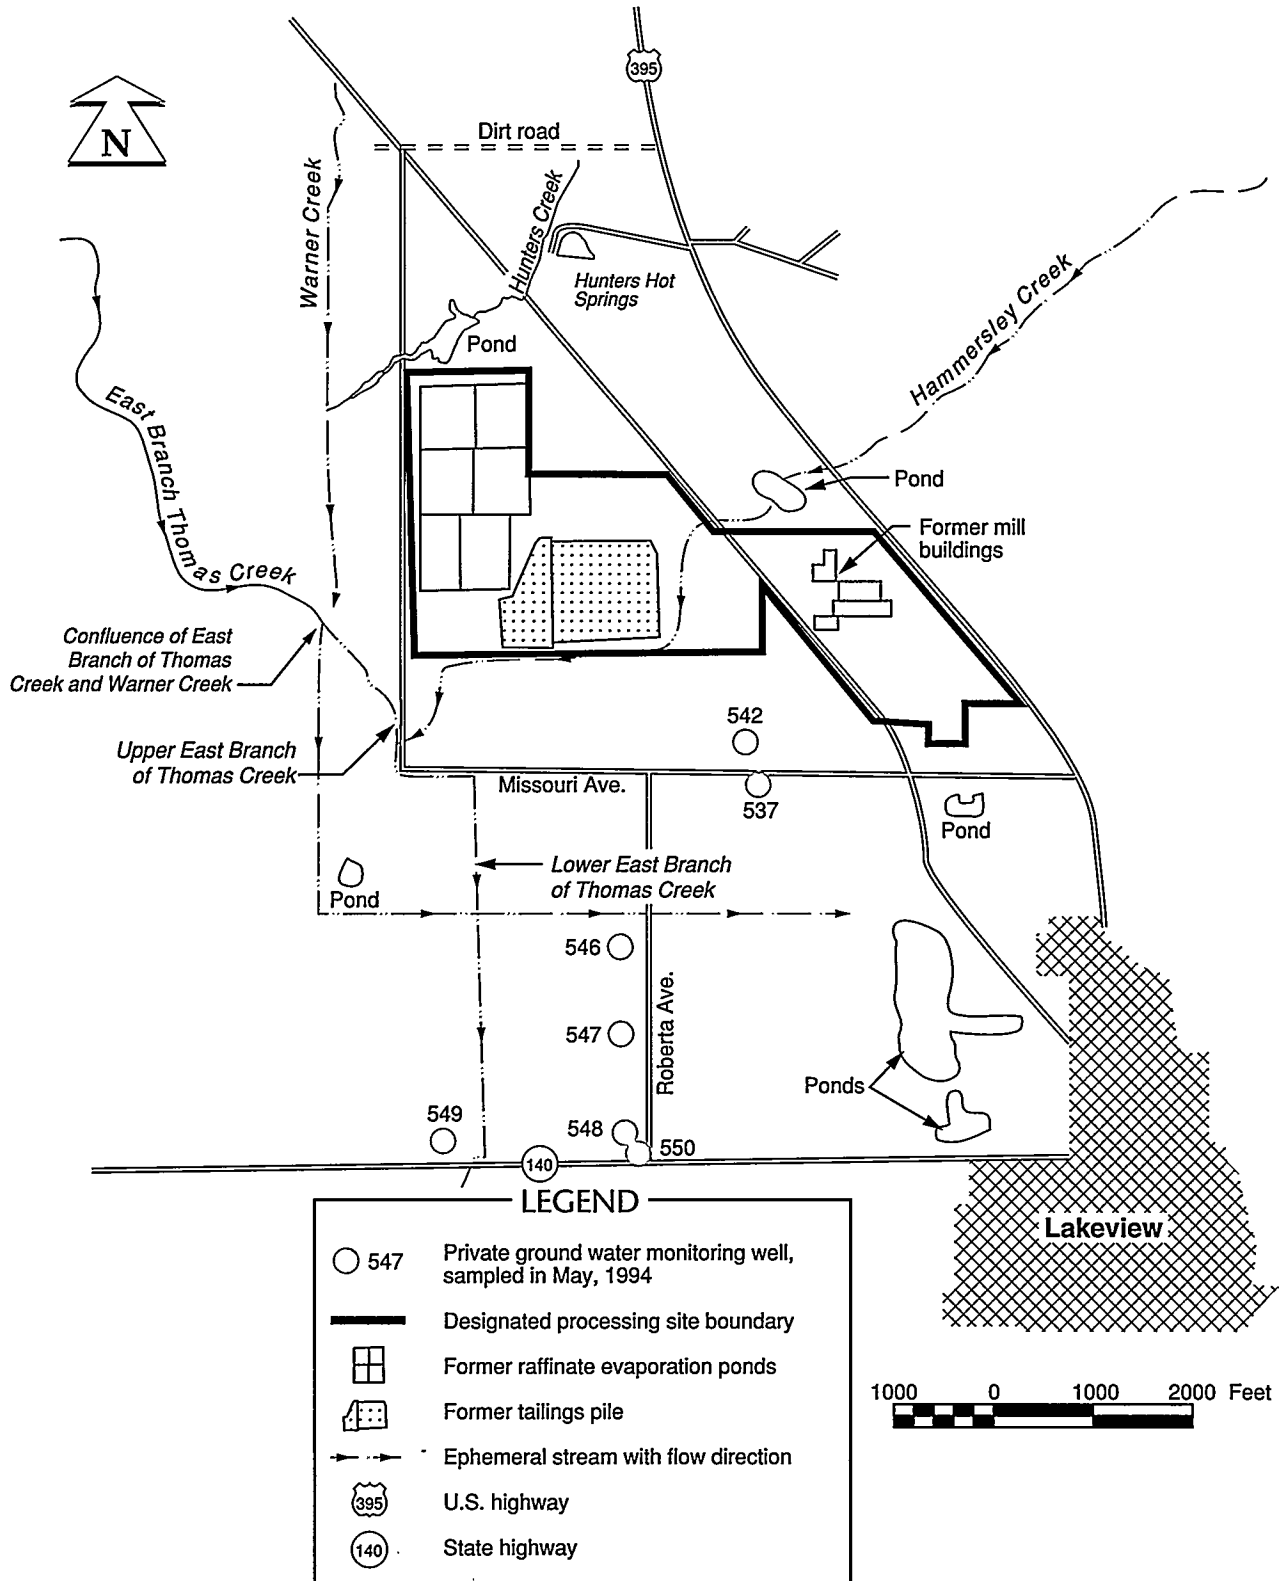 395
N
Dirt road
Warner Creek
Hunters Creek
Hunters Hot
Springs
Hammersley Creek
Pond
East Branch Thomas Creek
Pond
Former mill
buildings
Confluence of East
Branch of Thomas
Creek and Warner Creek
Upper East Branch
of Thomas Creek
542
Missouri Ave.
537
Pond
Lower East Branch
of Thomas Creek
Pond
546
547
Roberta Ave.
Ponds
549
548
550
140
Lakeview
LEGEND
547 Private ground water monitoring well,
sampled in May, 1994
Designated processing site boundary
Former raffinate evaporation ponds
Former tailings pile
Ephemeral stream with flow direction
395 U.S. highway
140 State highway
1000 0 1000 2000 Feet